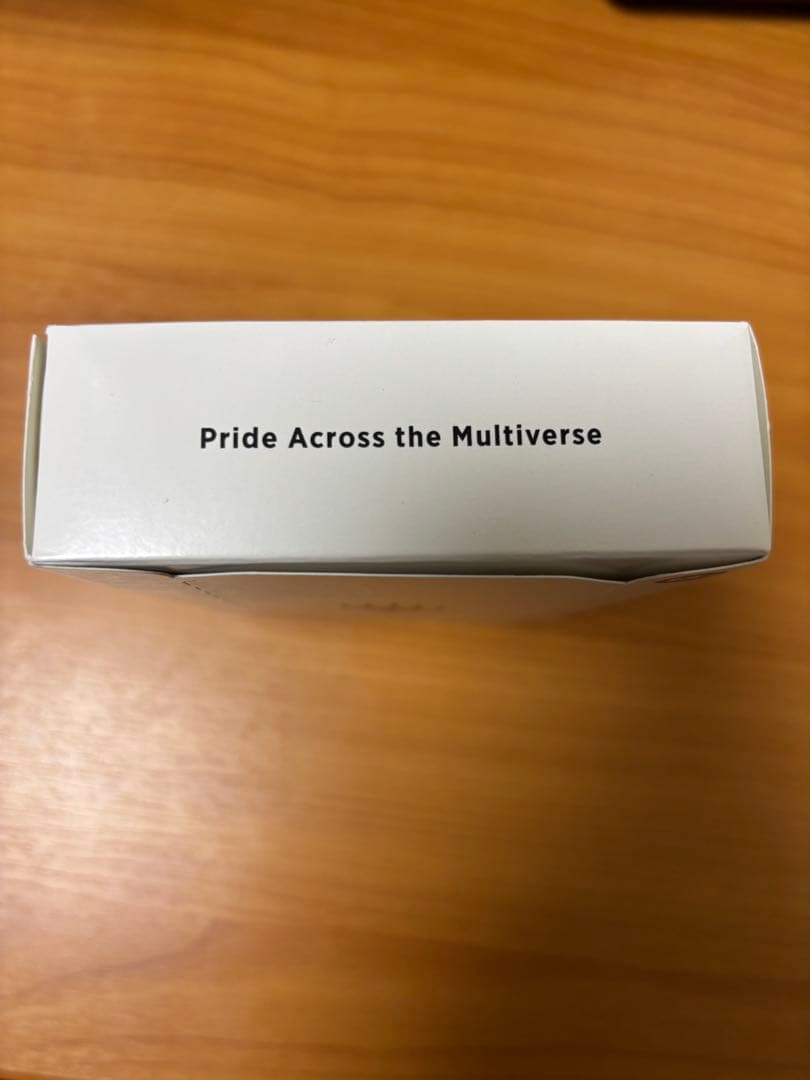 Pride Across the Multiverse